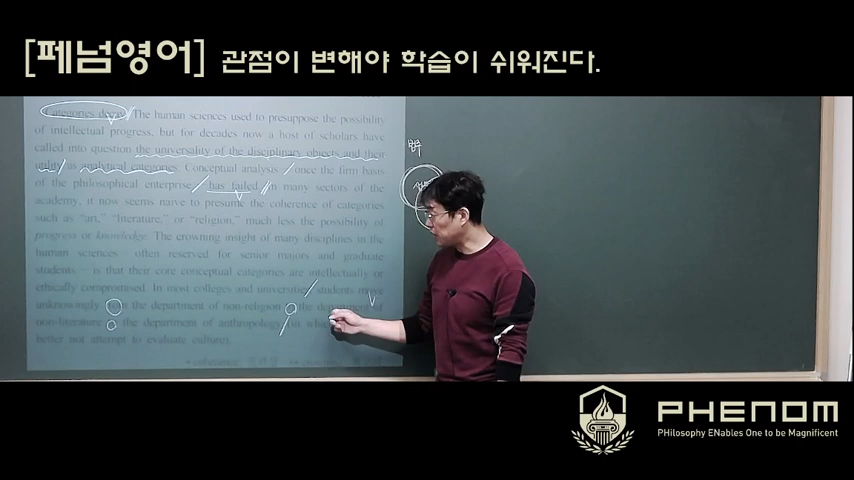 [페넘영어] 관점이 변해야 학습이 쉬워진다.
Categories decay. The human sciences used to presuppose the possibility
of intellectual progress, but for decades now a host of scholars have
called into question the universality of the disciplinary objects and their
utility as analytical categories. Conceptual analysis once the firm basis
of the philosophical enterprise has failed in many sectors of the
academy, it now seems naive to presume the coherence of categories
such as "art," "literature," or "religion," much less the possibility of
progress or knowledge. The crowning insight of many disciplines in the
human sciences - often reserved for senior majors and graduate
students - is that their core conceptual categories are intellectually or
ethically compromised. In most colleges and universities students move
unknowingly in the department of non-religion to the department of
non-literature to the department of anthropology (in
better not attempt to evaluate culture).
범주
PHENOM
PHilosophy ENables One to be Magnificent